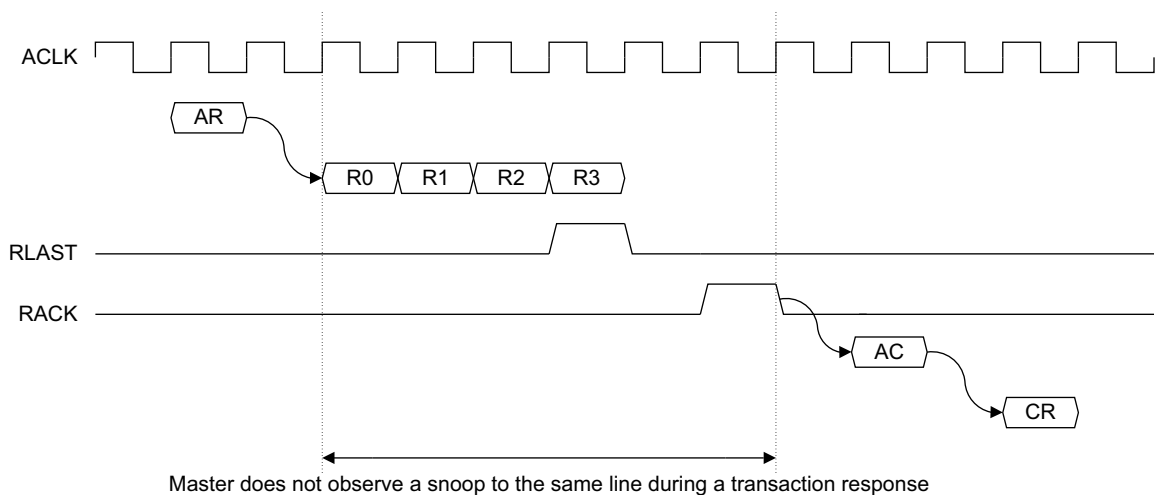 ACLK
AR
R0 R1 R2 R3
RLAST
RACK
AC
CR
Master does not observe a snoop to the same line during a transaction response